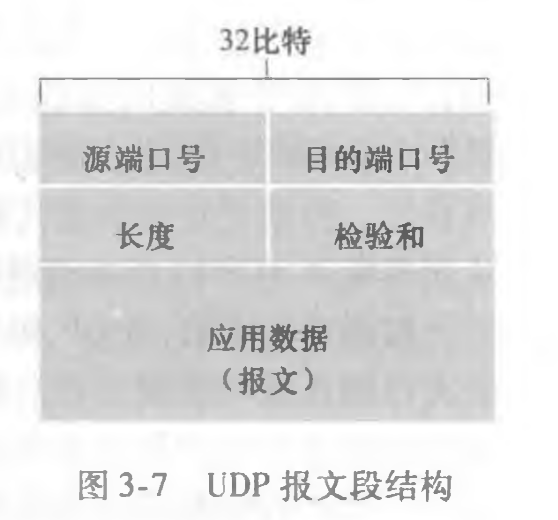 32比特
源端口号 目的端口号
长度 检验和
应用数据
（报文）
图 3-7 UDP 报文段结构